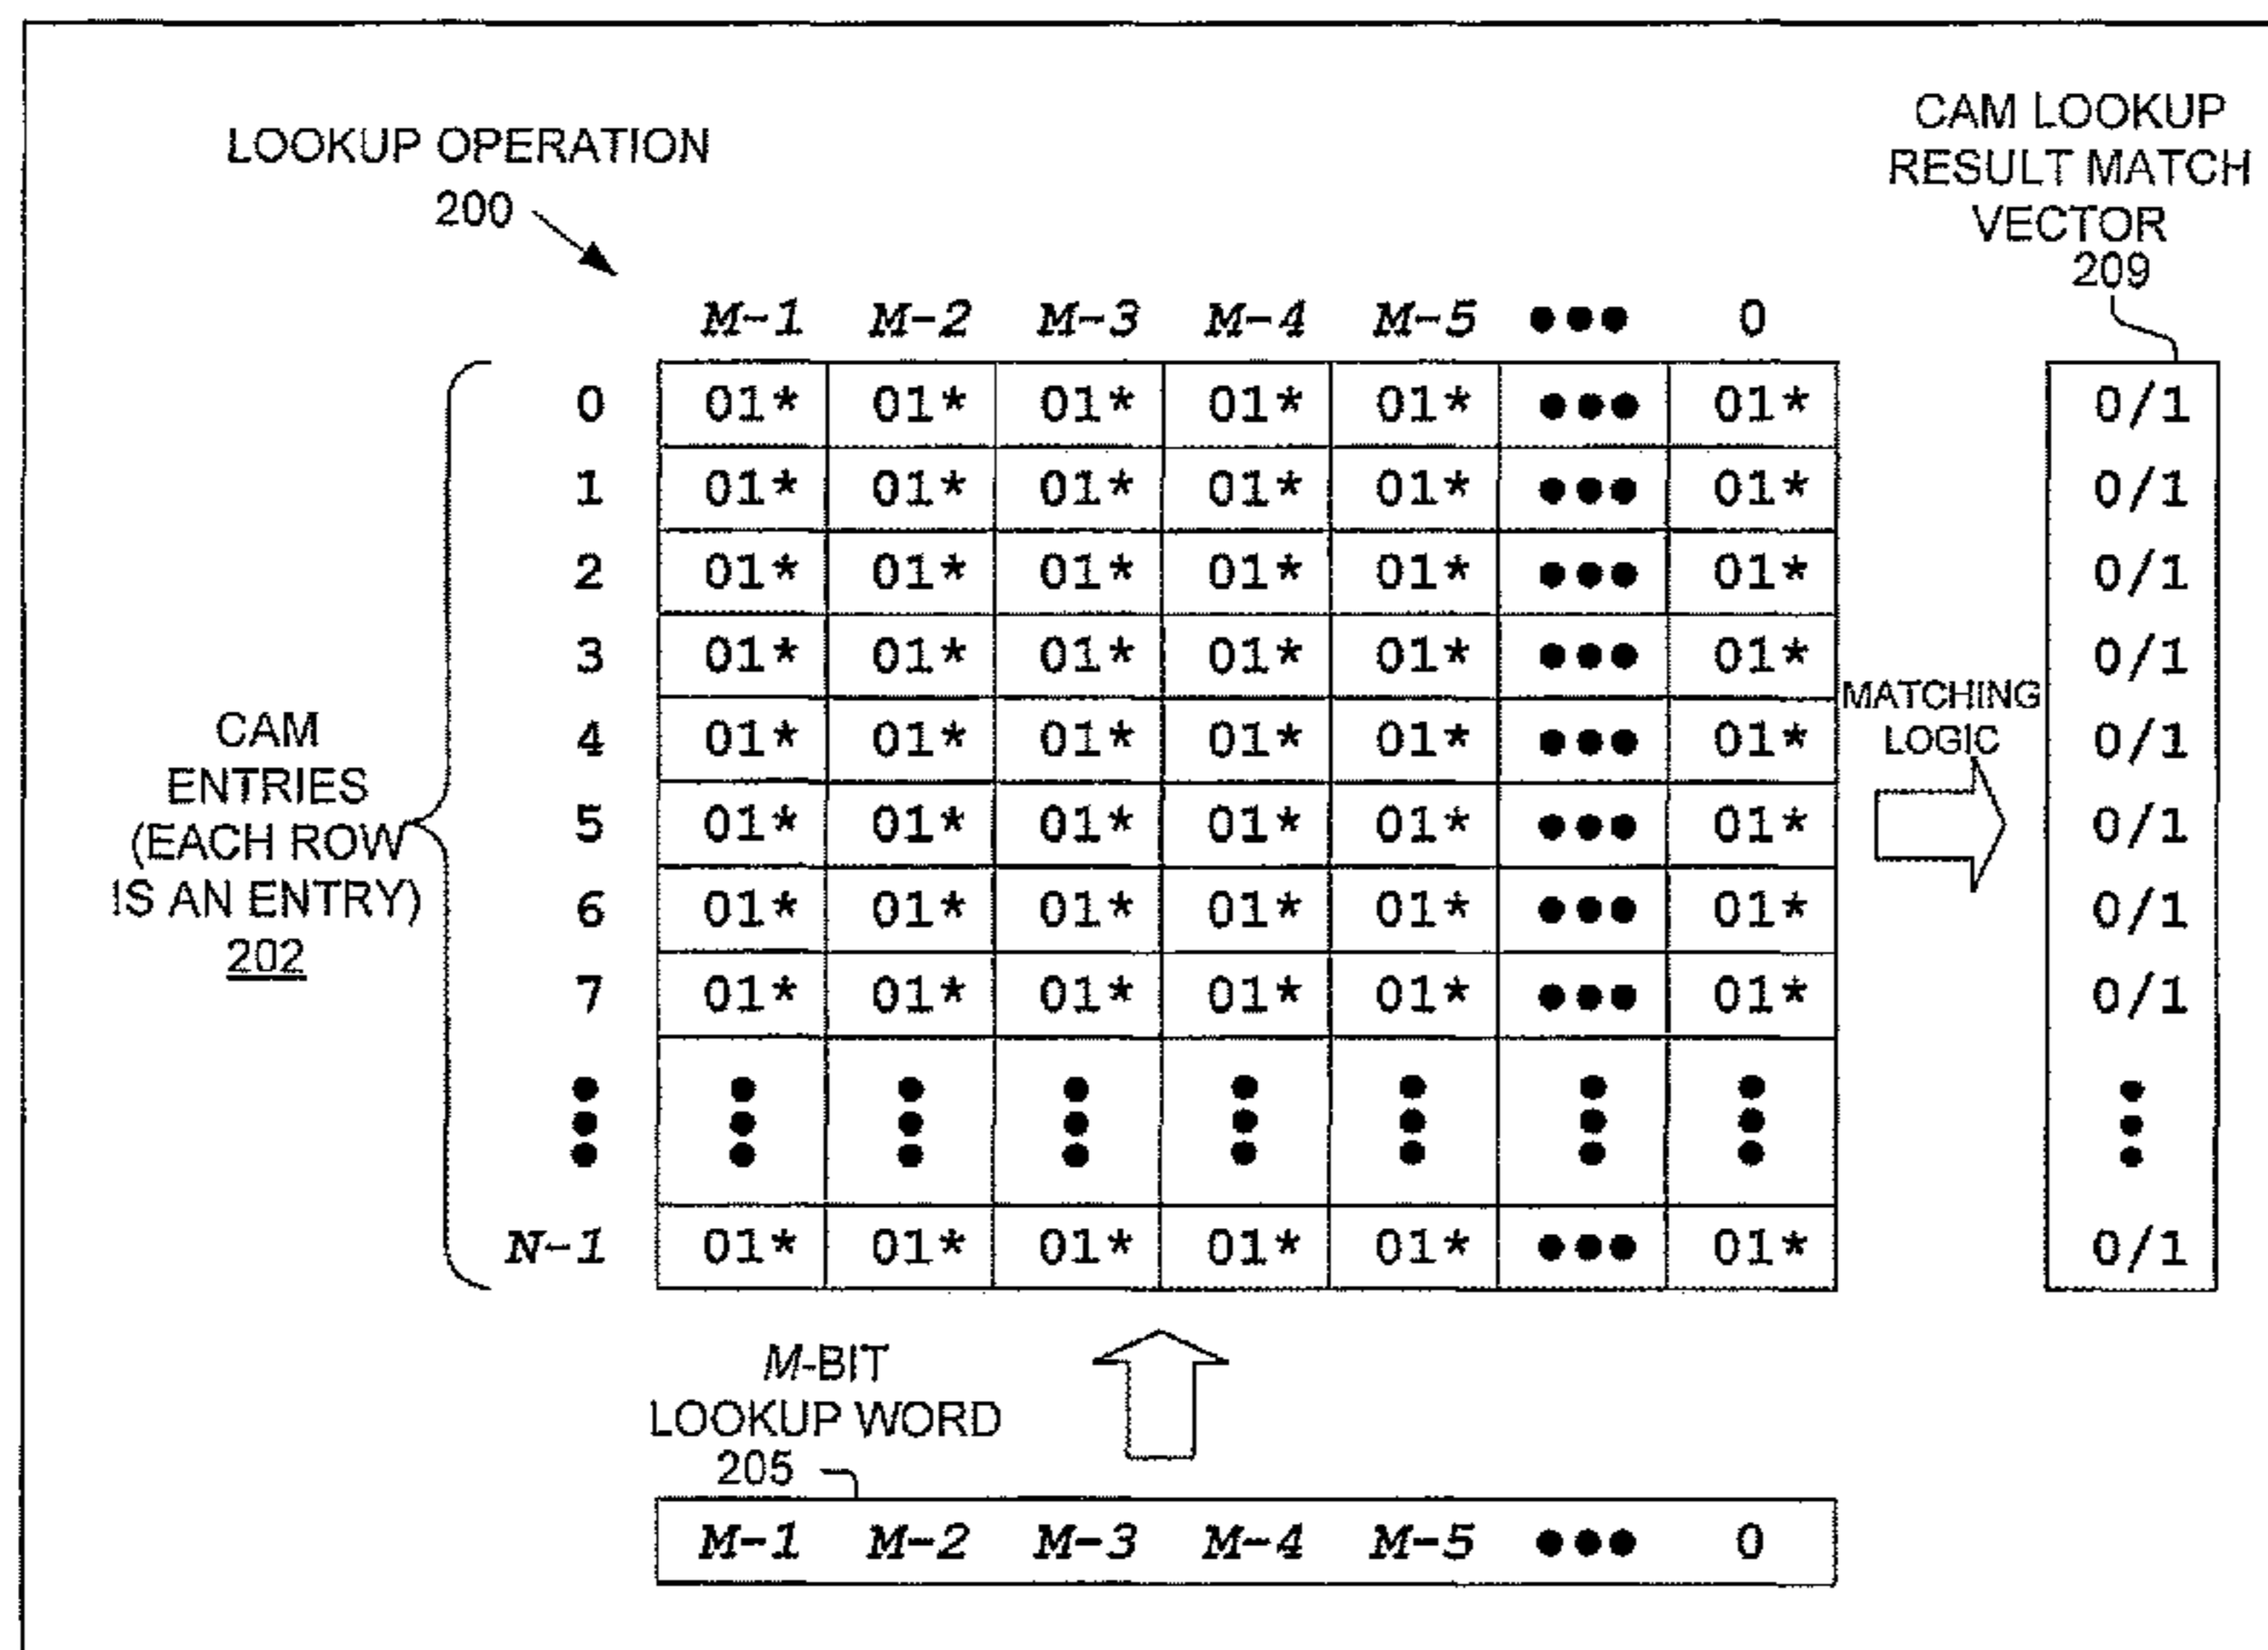 LOOKUP OPERATION
200
CAM LOOKUP
RESULT MATCH
VECTOR
209
M-1 M-2 M-3 M-4 M-5 ●●● 0
0 01* 01* 01* 01* 01* ●●● 01* 0/1
1 01* 01* 01* 01* 01* ●●● 01* 0/1
2 01* 01* 01* 01* 01* ●●● 01* 0/1
3 01* 01* 01* 01* 01* ●●● 01* 0/1
4 01* 01* 01* 01* 01* ●●● 01* 0/1
5 01* 01* 01* 01* 01* ●●● 01* 0/1
6 01* 01* 01* 01* 01* ●●● 01* 0/1
7 01* 01* 01* 01* 01* ●●● 01* 0/1
N-1 01* 01* 01* 01* 01* ●●● 01* 0/1
CAM
ENTRIES
(EACH ROW
IS AN ENTRY)
202
MATCHING
LOGIC
M-BIT
LOOKUP WORD
205
M-1 M-2 M-3 M-4 M-5 ●●● 0